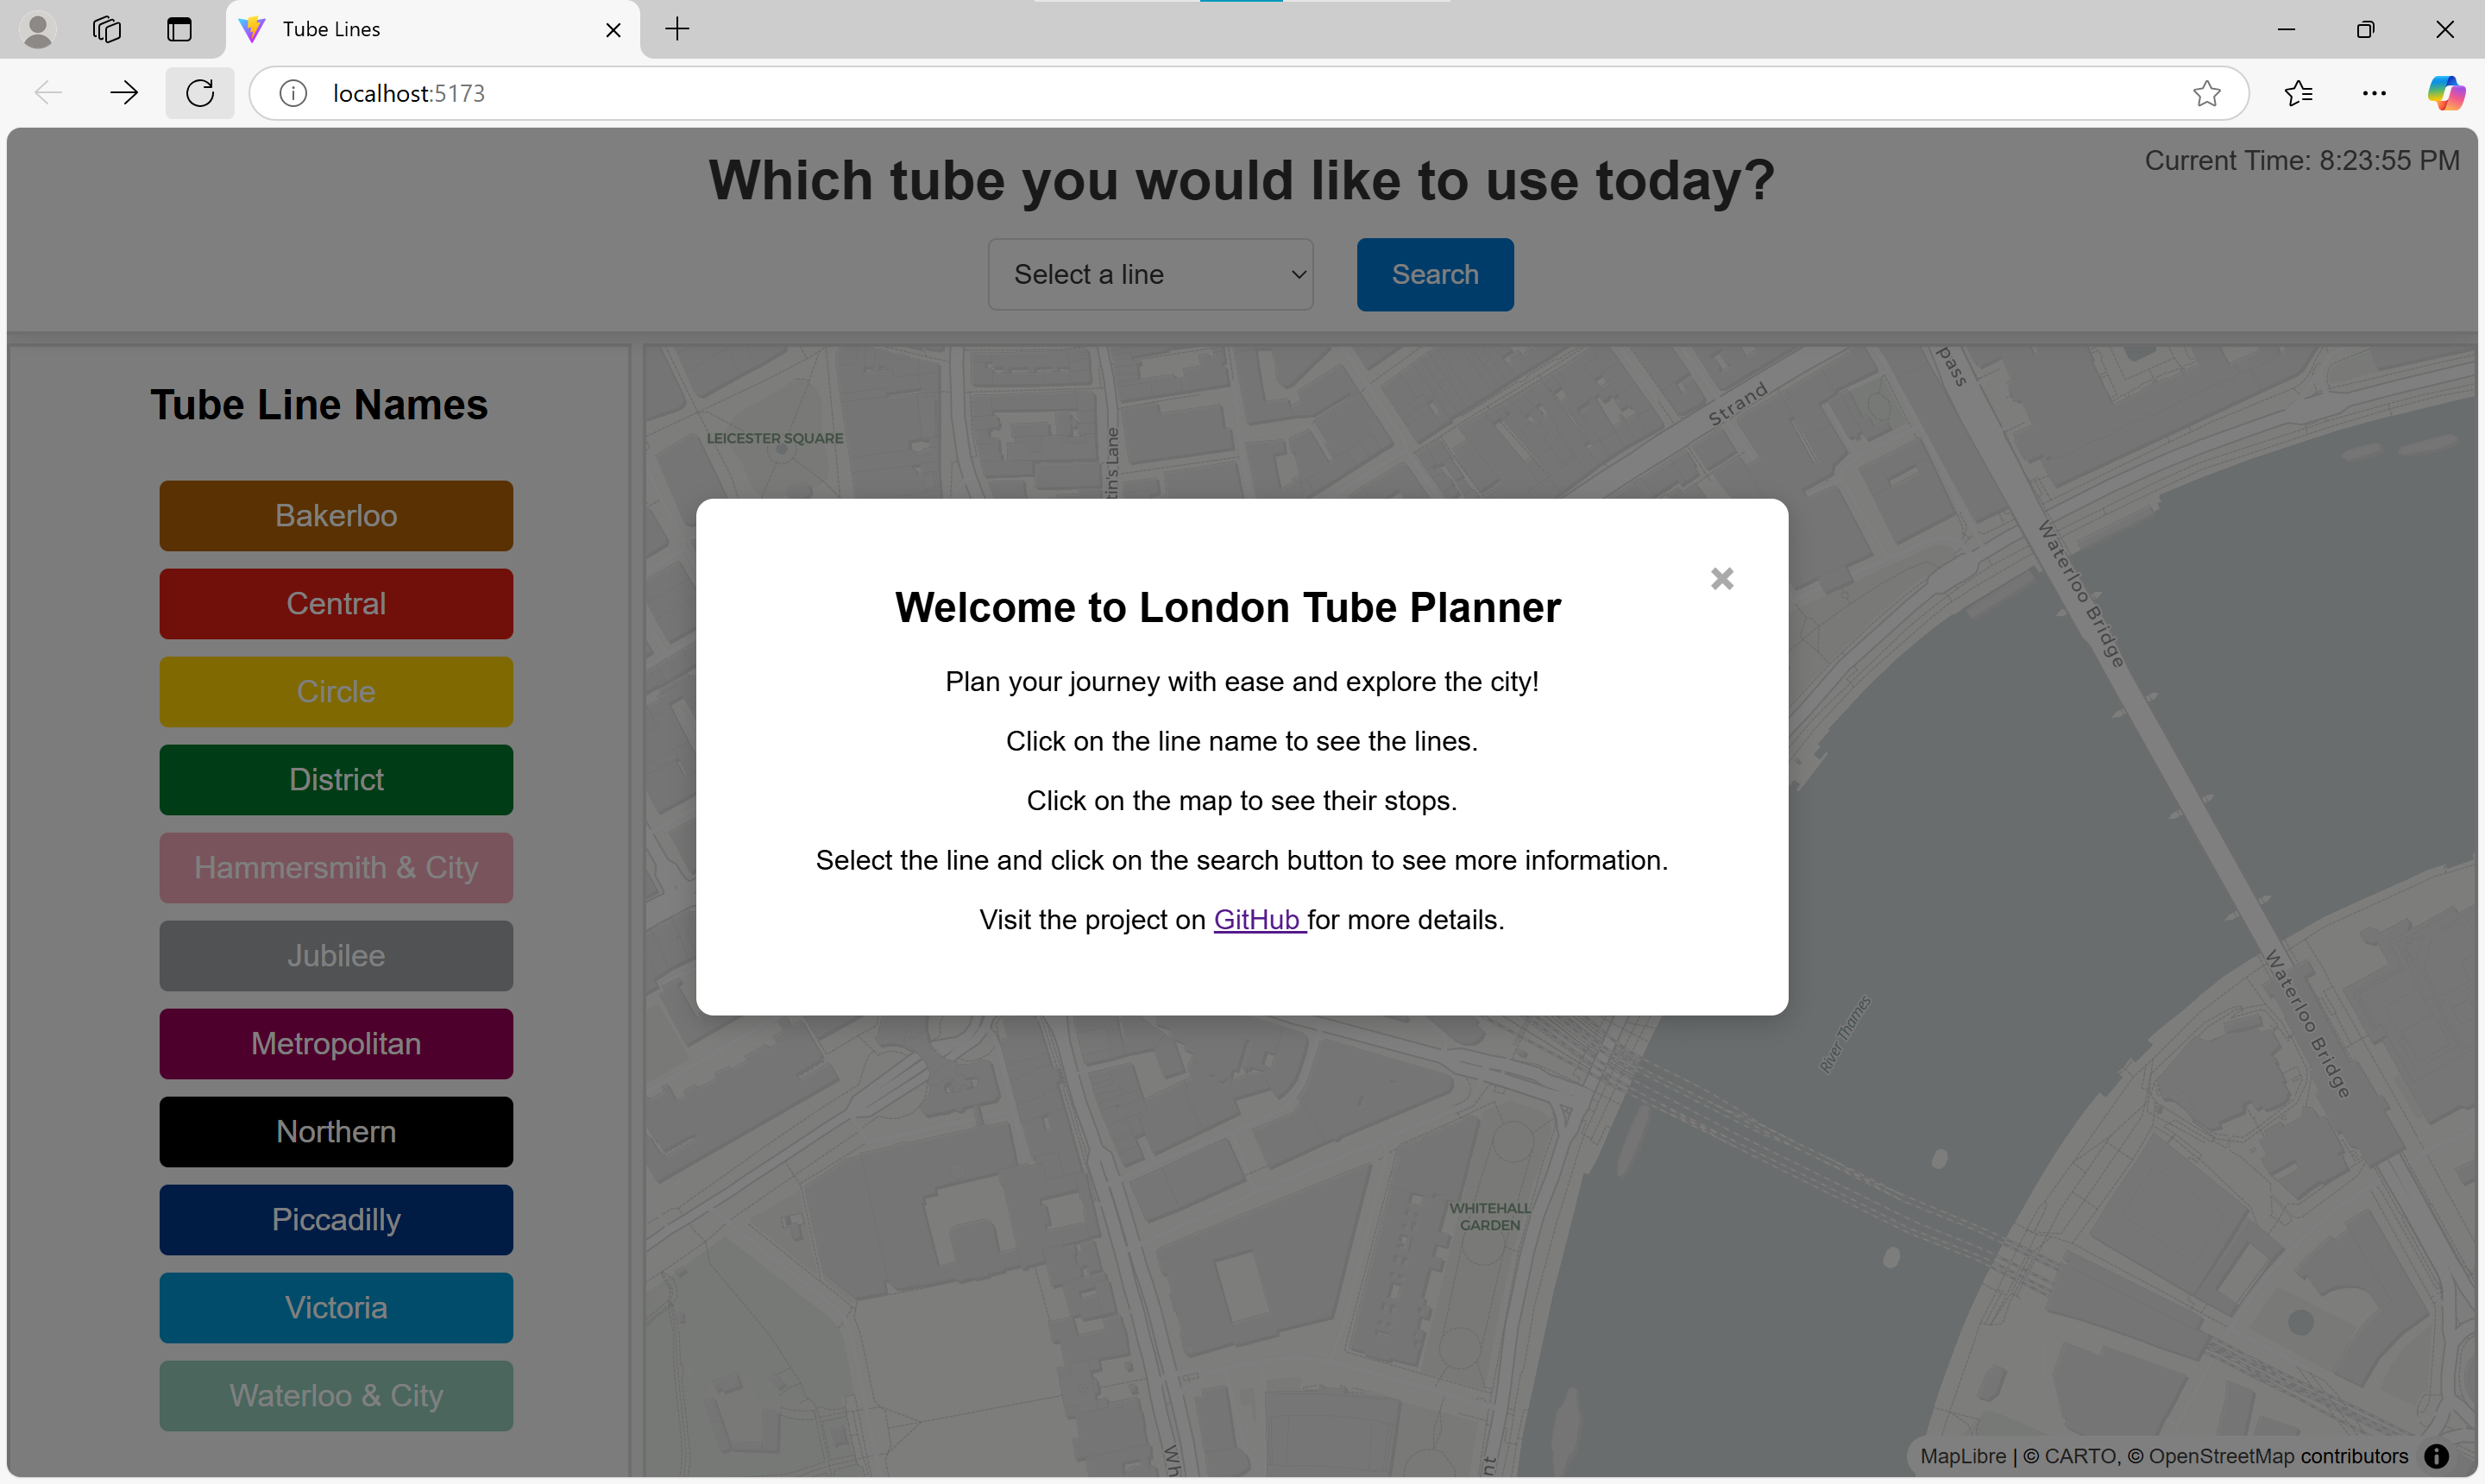 Tube Lines
localhost:5173
Which tube you would like to use today?
Current Time: 8:23:55 PM
Select a line
Search
Tube Line Names
Bakerloo
Central
Circle
District
Hammersmith & City
Jubilee
Metropolitan
Northern
Piccadilly
Victoria
Waterloo & City
LEICESTER SQUARE
tin's Lane
Strand
pass
Waterloo Bridge
Welcome to London Tube Planner
Plan your journey with ease and explore the city!
Click on the line name to see the lines.
Click on the map to see their stops.
Select the line and click on the search button to see more information.
Visit the project on GitHub for more details.
Waterloo Bridge
River Thames
WHITEHALL
GARDEN
Wh
nt
MapLibre | © CARTO, © OpenStreetMap contributors